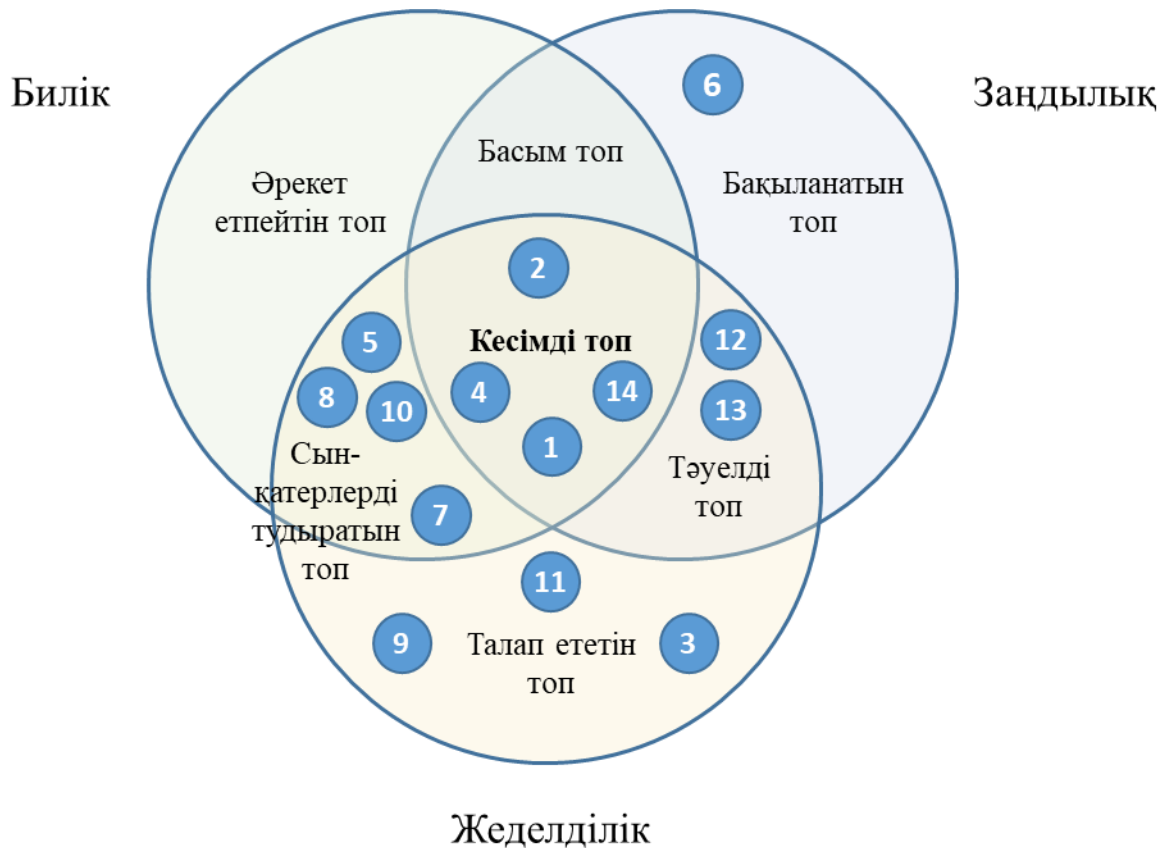 Билік
Заңдылық
6
Басым топ
Әрекет
етпейтін топ
Бақыланатын
топ
2
Кесімді топ
5
12
8
10
4
14
13
1
Сын-
қатерлерді
тудыратын
топ
Тәуелді
топ
7
11
9
Талап ететін
топ
3
Жеделділік